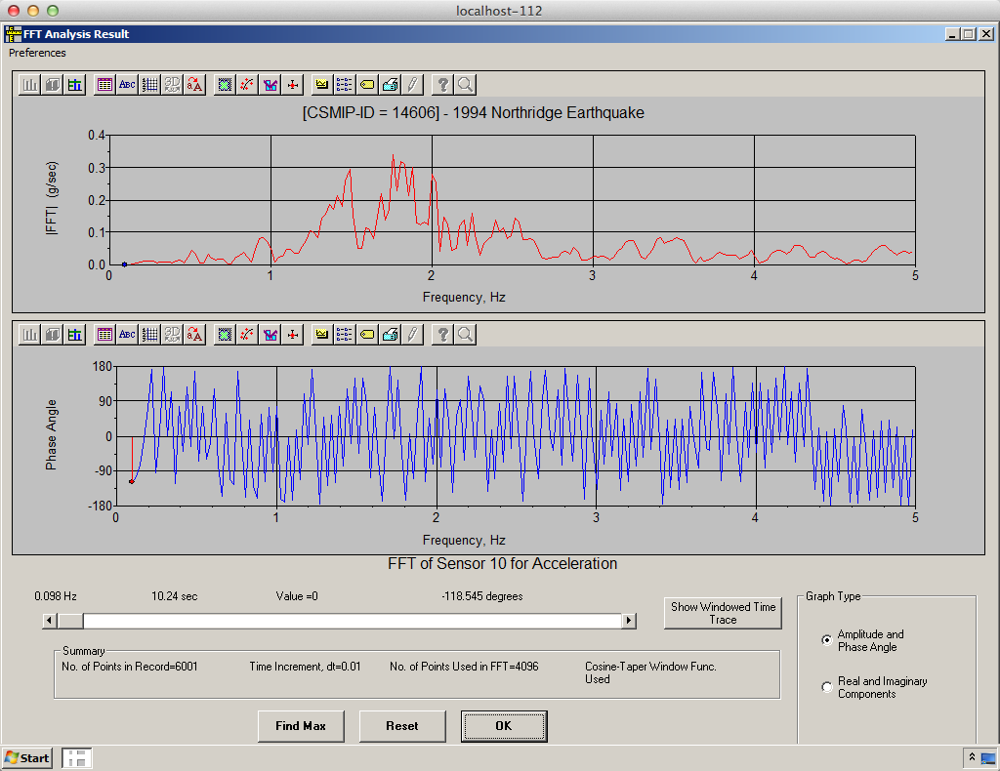 localhost-112
FFT Analysis Result
Preferences
ABC 3D A
[CSMIP-ID = 14606] - 1994 Northridge Earthquake
|FFT| (g/sec)
0.4
0.3
0.2
0.1
0.0
0 1 2 3 4 5
Frequency, Hz
ABC 3D A
Phase Angle
180
90
0
-90
-180
0 1 2 3 4 5
Frequency, Hz
FFT of Sensor 10 for Acceleration
0.098 Hz 10.24 sec Value =0 -118.545 degrees
Show Windowed Time
Trace
Graph Type
Amplitude and
Phase Angle
Real and Imaginary
Components
Summary
No. of Points in Record=6001 Time Increment, dt=0.01 No. of Points Used in FFT=4096 Cosine-Taper Window Func.
Used
Find Max Reset OK
Start